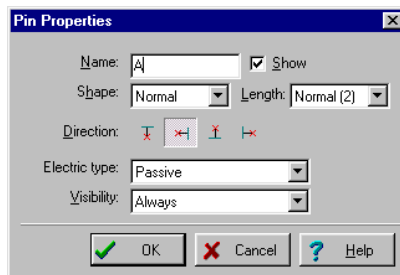 Pin Properties
Name: A Show
Shape: Normal Length: Normal (2)
Direction:
Electric type: Passive
Visibility: Always
OK Cancel ? Help